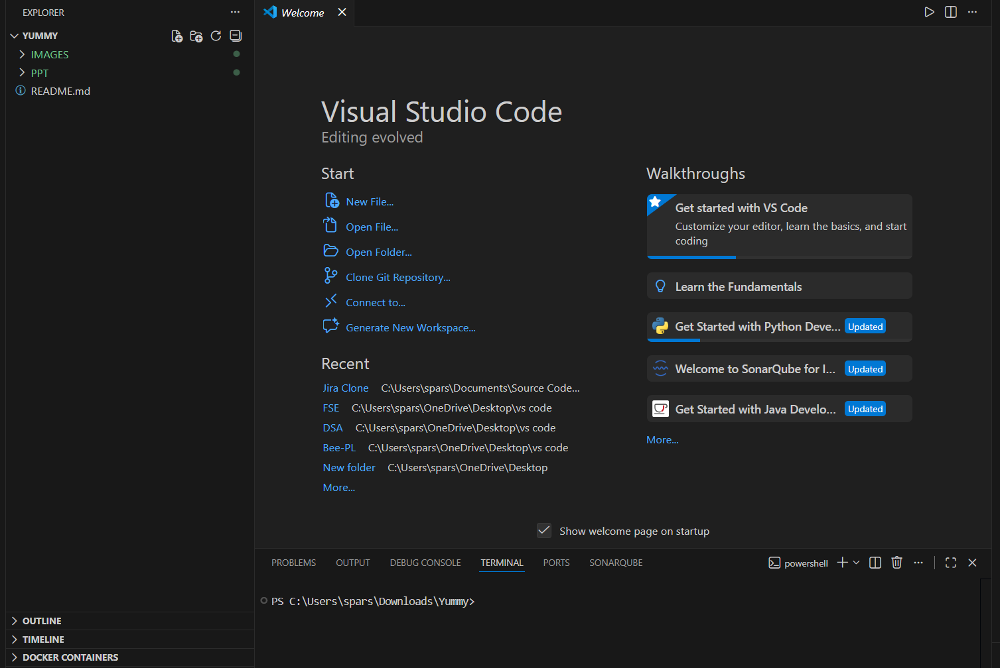 EXPLORER
YUMMY
IMAGES
PPT
README.md
OUTLINE
TIMELINE
DOCKER CONTAINERS
Welcome
Visual Studio Code
Editing evolved
Start
New File...
Open File...
Open Folder...
Clone Git Repository...
Connect to...
Generate New Workspace...
Recent
Jira Clone C:\Users\spars\Documents\Source Code...
FSE C:\Users\spars\OneDrive\Desktop\vs code
DSA C:\Users\spars\OneDrive\Desktop\vs code
Bee-PL C:\Users\spars\OneDrive\Desktop\vs code
New folder C:\Users\spars\OneDrive\Desktop
More...
Walkthroughs
Get started with VS Code
Customize your editor, learn the basics, and start
coding
Learn the Fundamentals
Get Started with Python Deve... Updated
Welcome to SonarQube for I... Updated
Get Started with Java Develo... Updated
More...
Show welcome page on startup
PROBLEMS OUTPUT DEBUG CONSOLE TERMINAL PORTS SONARQUBE powershell
PS C:\Users\spars\Downloads\Yummy>